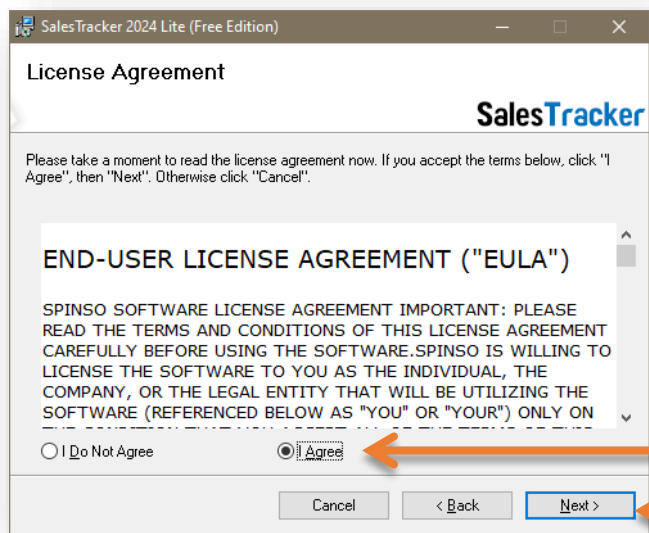 SalesTracker 2024 Lite (Free Edition)
License Agreement
SalesTracker
Please take a moment to read the license agreement now. If you accept the terms below, click "I
Agree", then "Next". Otherwise click "Cancel".
END-USER LICENSE AGREEMENT ("EULA")
SPINSO SOFTWARE LICENSE AGREEMENT IMPORTANT: PLEASE
READ THE TERMS AND CONDITIONS OF THIS LICENSE AGREEMENT
CAREFULLY BEFORE USING THE SOFTWARE.SPINSO IS WILLING TO
LICENSE THE SOFTWARE TO YOU AS THE INDIVIDUAL, THE
COMPANY, OR THE LEGAL ENTITY THAT WILL BE UTILIZING THE
SOFTWARE (REFERENCED BELOW AS "YOU" OR "YOUR") ONLY ON
I Do Not Agree
I Agree
Cancel
< Back
Next >